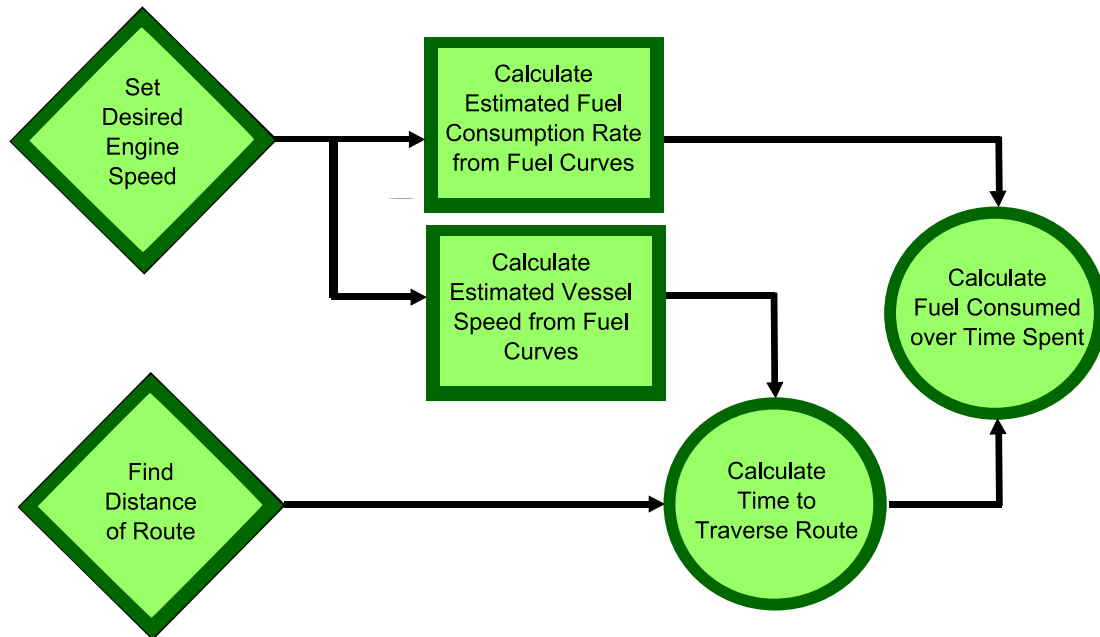 Set
Desired
Engine
Speed
Calculate
Estimated Fuel
Consumption Rate
from Fuel Curves
Calculate
Estimated Vessel
Speed from Fuel
Curves
Calculate
Fuel Consumed
over Time Spent
Find
Distance
of Route
Calculate
Time to
Traverse Route